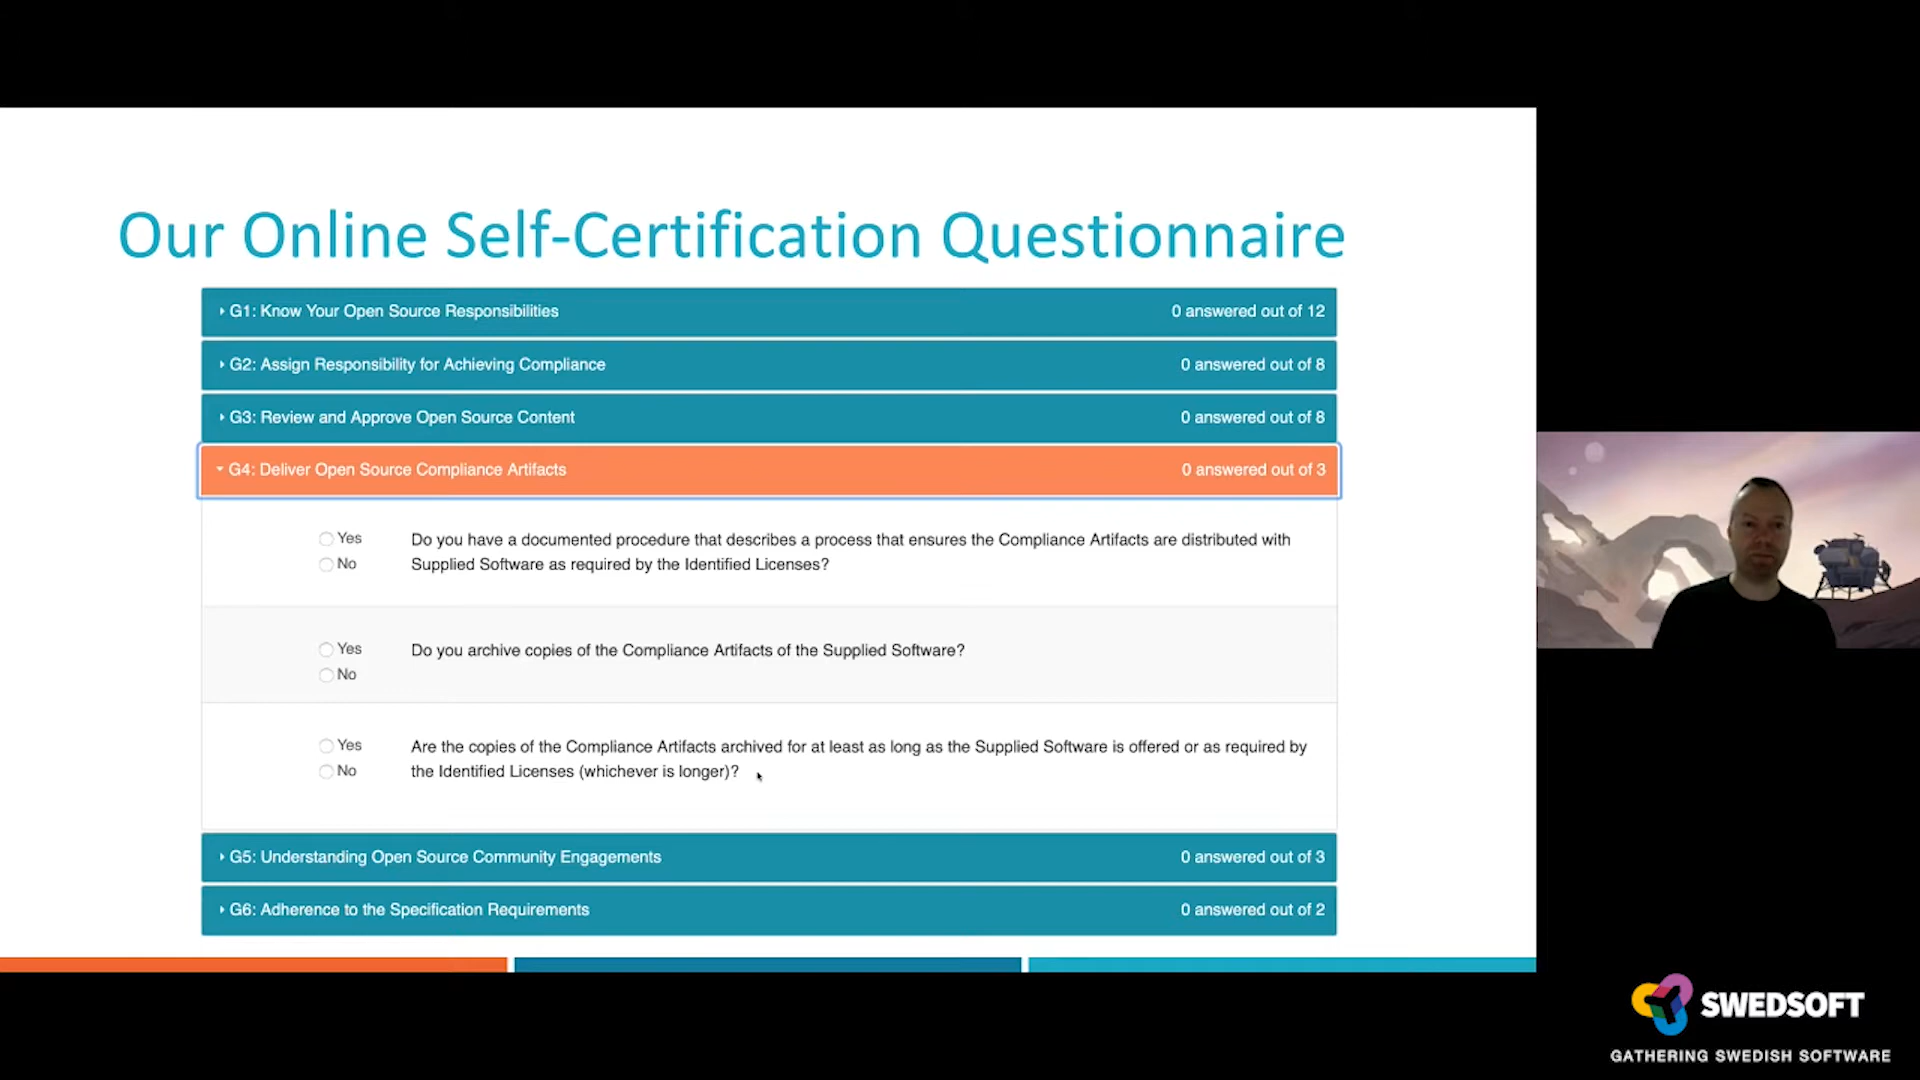 Our Online Self-Certification Questionnaire
G1: Know Your Open Source Responsibilities 0 answered out of 12
G2: Assign Responsibility for Achieving Compliance 0 answered out of 8
G3: Review and Approve Open Source Content 0 answered out of 8
G4: Deliver Open Source Compliance Artifacts 0 answered out of 3
Yes Do you have a documented procedure that describes a process that ensures the Compliance Artifacts are distributed with
No Supplied Software as required by the Identified Licenses?
Yes Do you archive copies of the Compliance Artifacts of the Supplied Software?
No
Yes Are the copies of the Compliance Artifacts archived for at least as long as the Supplied Software is offered or as required by
No the Identified Licenses (whichever is longer)?
G5: Understanding Open Source Community Engagements 0 answered out of 3
G6: Adherence to the Specification Requirements 0 answered out of 2
SWEDSOFT
GATHERING SWEDISH SOFTWARE